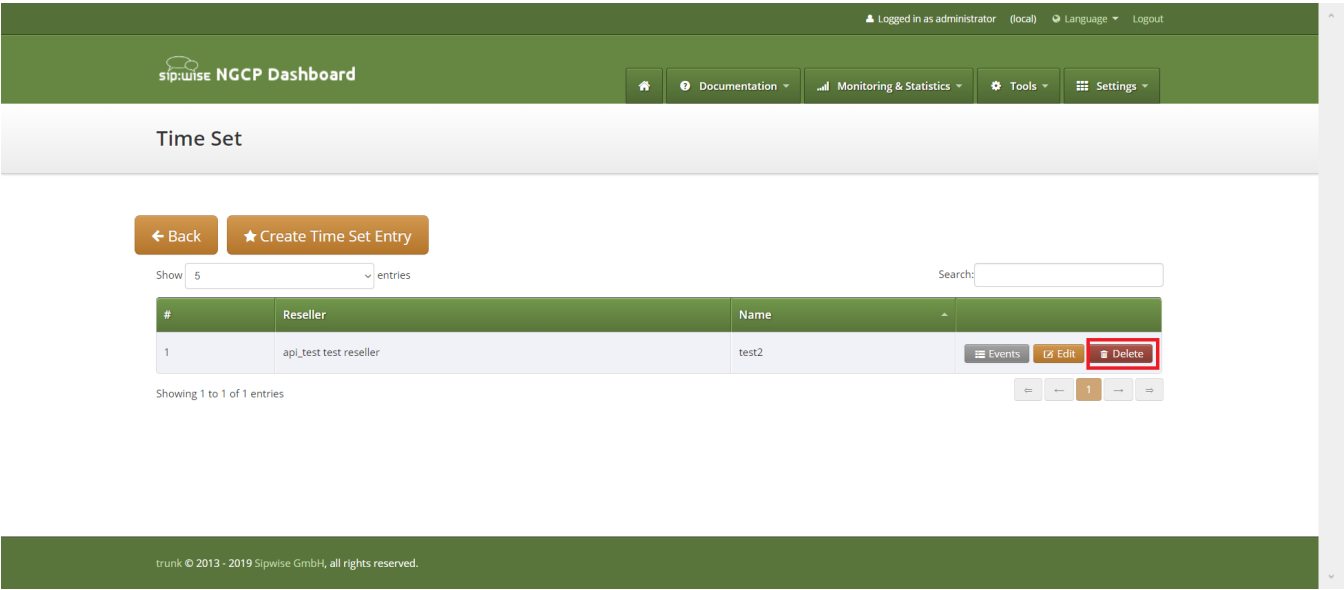 Logged in as administrator (local) Language Logout
sip:wise NGCP Dashboard
Documentation Monitoring & Statistics Tools Settings
Time Set
Back Create Time Set Entry
Show 5 entries Search:
# Reseller Name
1 api_test test reseller test2 Events Edit Delete
Showing 1 to 1 of 1 entries ⇐ ← 1 → ⇒
trunk © 2013 - 2019 Sipwise GmbH, all rights reserved.